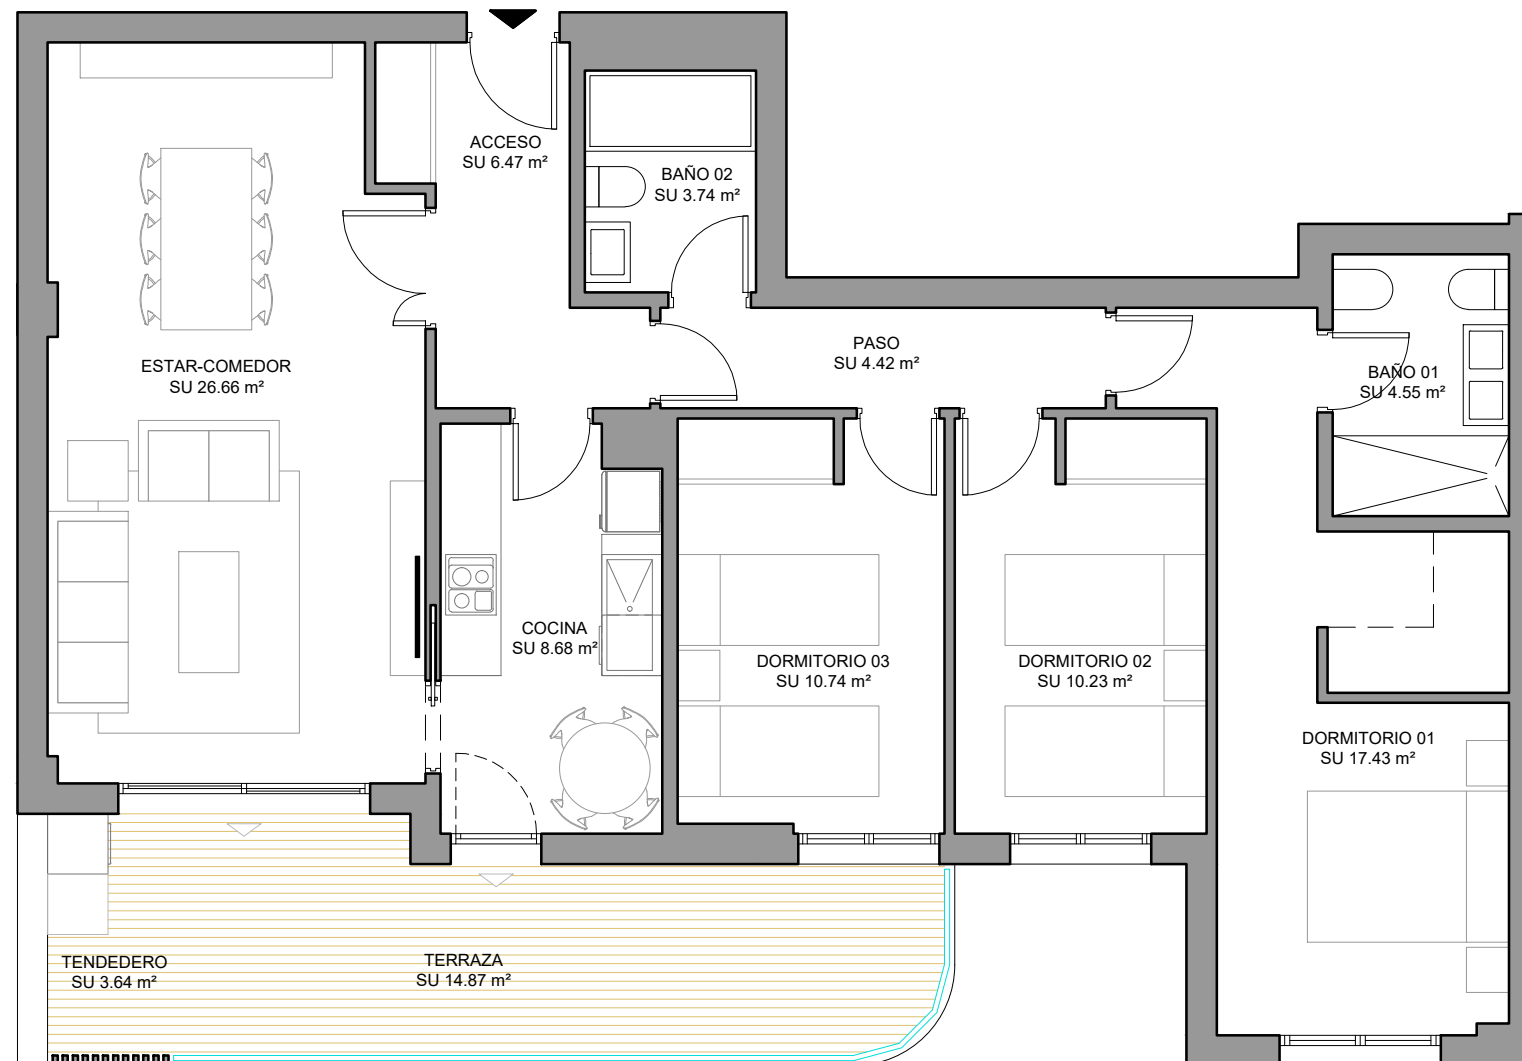 ACCESO
SU 6.47 m²
BAÑO 02
SU 3.74 m²
PASO
SU 4.42 m²
BAÑO 01
SU 4.55 m²
ESTAR-COMEDOR
SU 26.66 m²
COCINA
SU 8.68 m²
DORMITORIO 03
SU 10.74 m²
DORMITORIO 02
SU 10.23 m²
DORMITORIO 01
SU 17.43 m²
TENDEDERO
SU 3.64 m²
TERRAZA
SU 14.87 m²